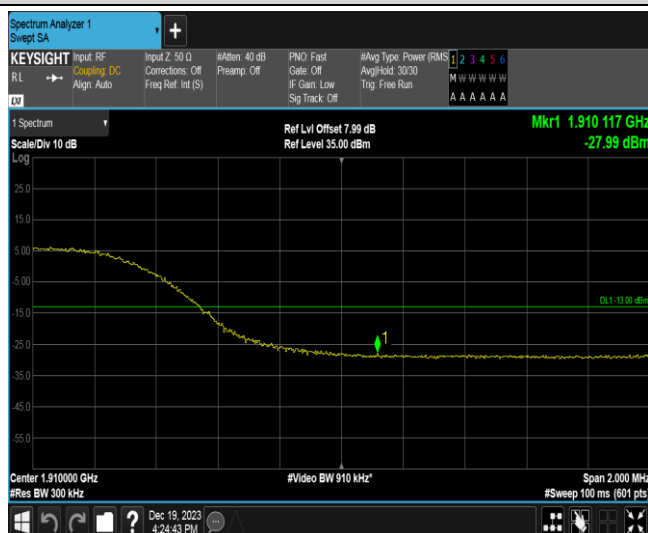 Spectrum Analyzer 1
Swept SA
+
KEYSIGHT
RL
LXI
Input: RF
Coupling: DC
Align: Auto
Input Z: 50 Ω
Corrections: Off
Freq Ref: Int (S)
#Atten: 40 dB
Preamp: Off
PNO: Fast
Gate: Off
IF Gain: Low
Sig Track: Off
#Avg Type: Power (RMS
Avg|Hold: 30/30
Trig: Free Run
1 2 3 4 5 6
M W W W W W
A A A A A A
1 Spectrum
Scale/Div 10 dB
Log
Ref Lvl Offset 7.99 dB
Ref Level 35.00 dBm
Mkr1 1.910 117 GHz
-27.99 dBm
25.0
15.0
5.00
-5.00
DL1 -13.00 dBm
-15.0
-25.0
1
-35.0
-45.0
-55.0
Center 1.910000 GHz
#Res BW 300 kHz
#Video BW 910 kHz*
Span 2.000 MHz
#Sweep 100 ms (601 pts)
?
Dec 19, 2023
4:24:43 PM